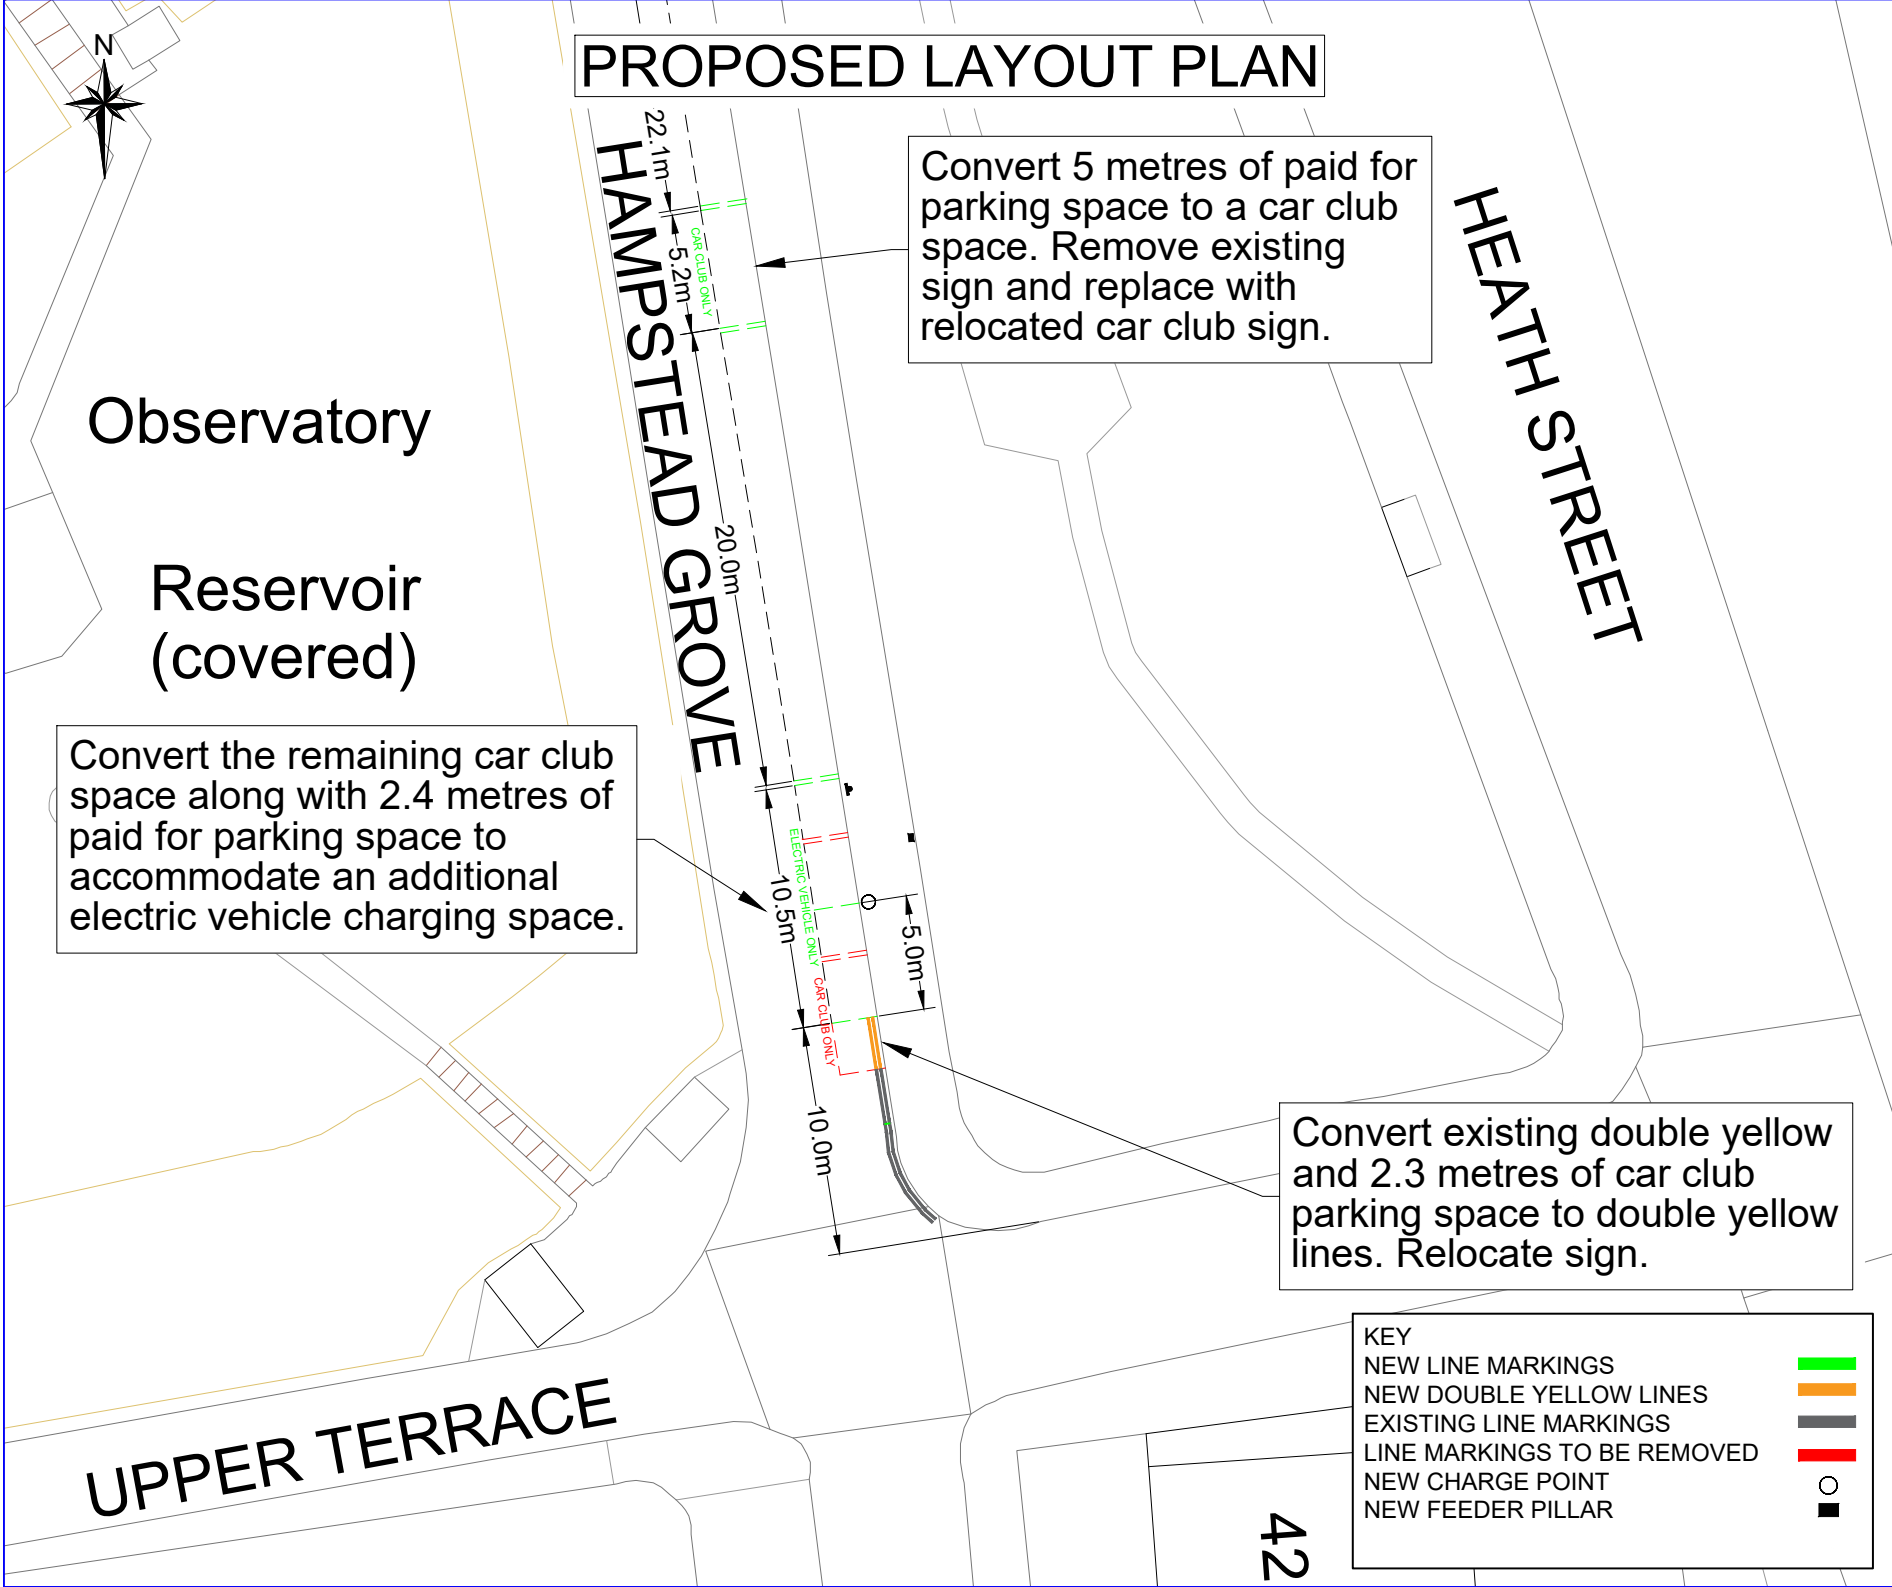 PROPOSED LAYOUT PLAN
N
22.1m
HAMPSTEAD GROVE
CAR CLUB ONLY
5.2m
Convert 5 metres of paid for
parking space to a car club
space. Remove existing
sign and replace with
relocated car club sign.
HEATH STREET
Observatory
Reservoir
(covered)
20.0m
Convert the remaining car club
space along with 2.4 metres of
paid for parking space to
accommodate an additional
electric vehicle charging space.
ELECTRIC VEHICLE ONLY
10.5m
5.0m
CAR CLUB ONLY
10.0m
Convert existing double yellow
and 2.3 metres of car club
parking space to double yellow
lines. Relocate sign.
UPPER TERRACE
42
KEY
NEW LINE MARKINGS
NEW DOUBLE YELLOW LINES
EXISTING LINE MARKINGS
LINE MARKINGS TO BE REMOVED
NEW CHARGE POINT
NEW FEEDER PILLAR